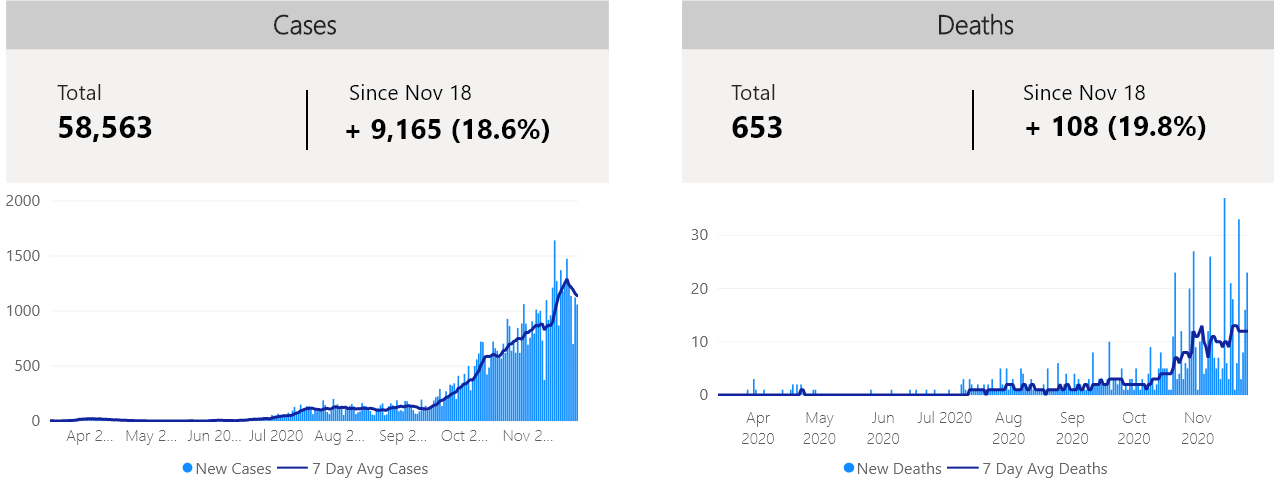 Cases
Total
58,563
Since Nov 18
+ 9,165 (18.6%)
2000
1500
1000
500
0
Apr 2... May 2... Jun 20... Jul 2020 Aug 2... Sep 2... Oct 2... Nov 2...
New Cases 7 Day Avg Cases
Deaths
Total
653
Since Nov 18
+ 108 (19.8%)
30
20
10
0
Apr 2020 May 2020 Jun 2020 Jul 2020 Aug 2020 Sep 2020 Oct 2020 Nov 2020
New Deaths 7 Day Avg Deaths